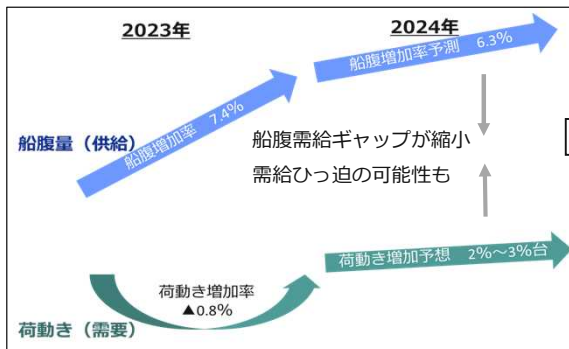 2023年
2024年
船腹増加率予測 6.3%
船腹増加率 7.4%
船腹量（供給）
船腹需給ギャップが縮小
需給ひっ迫の可能性も
荷動き増加予想 2%～3%台
荷動き増加率
▲0.8%
荷動き（需要）